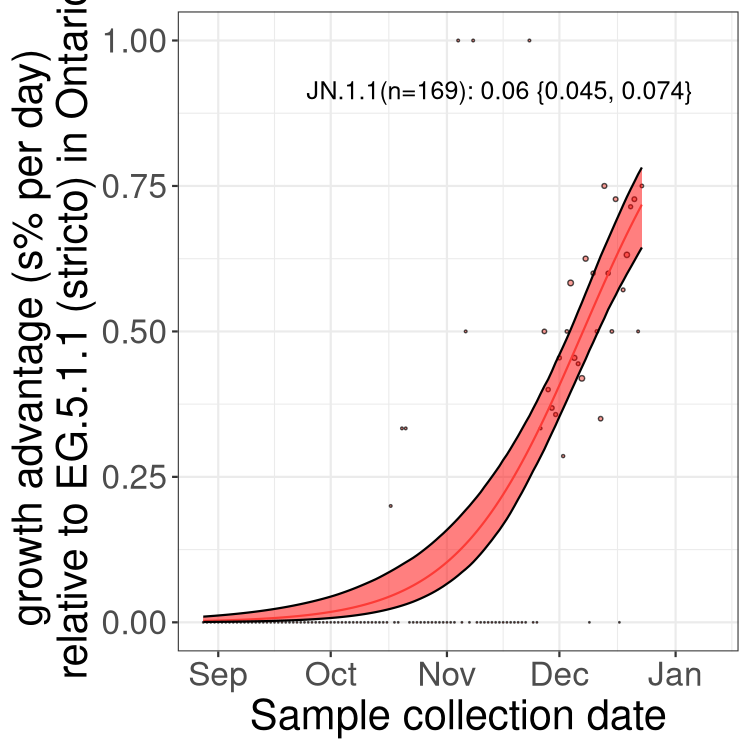 growth advantage (s% per day)
relative to EG.5.1.1 (stricto) in Ontario
1.00
0.75
0.50
0.25
0.00
JN.1.1(n=169): 0.06 {0.045, 0.074}
Sep Oct Nov Dec Jan
Sample collection date